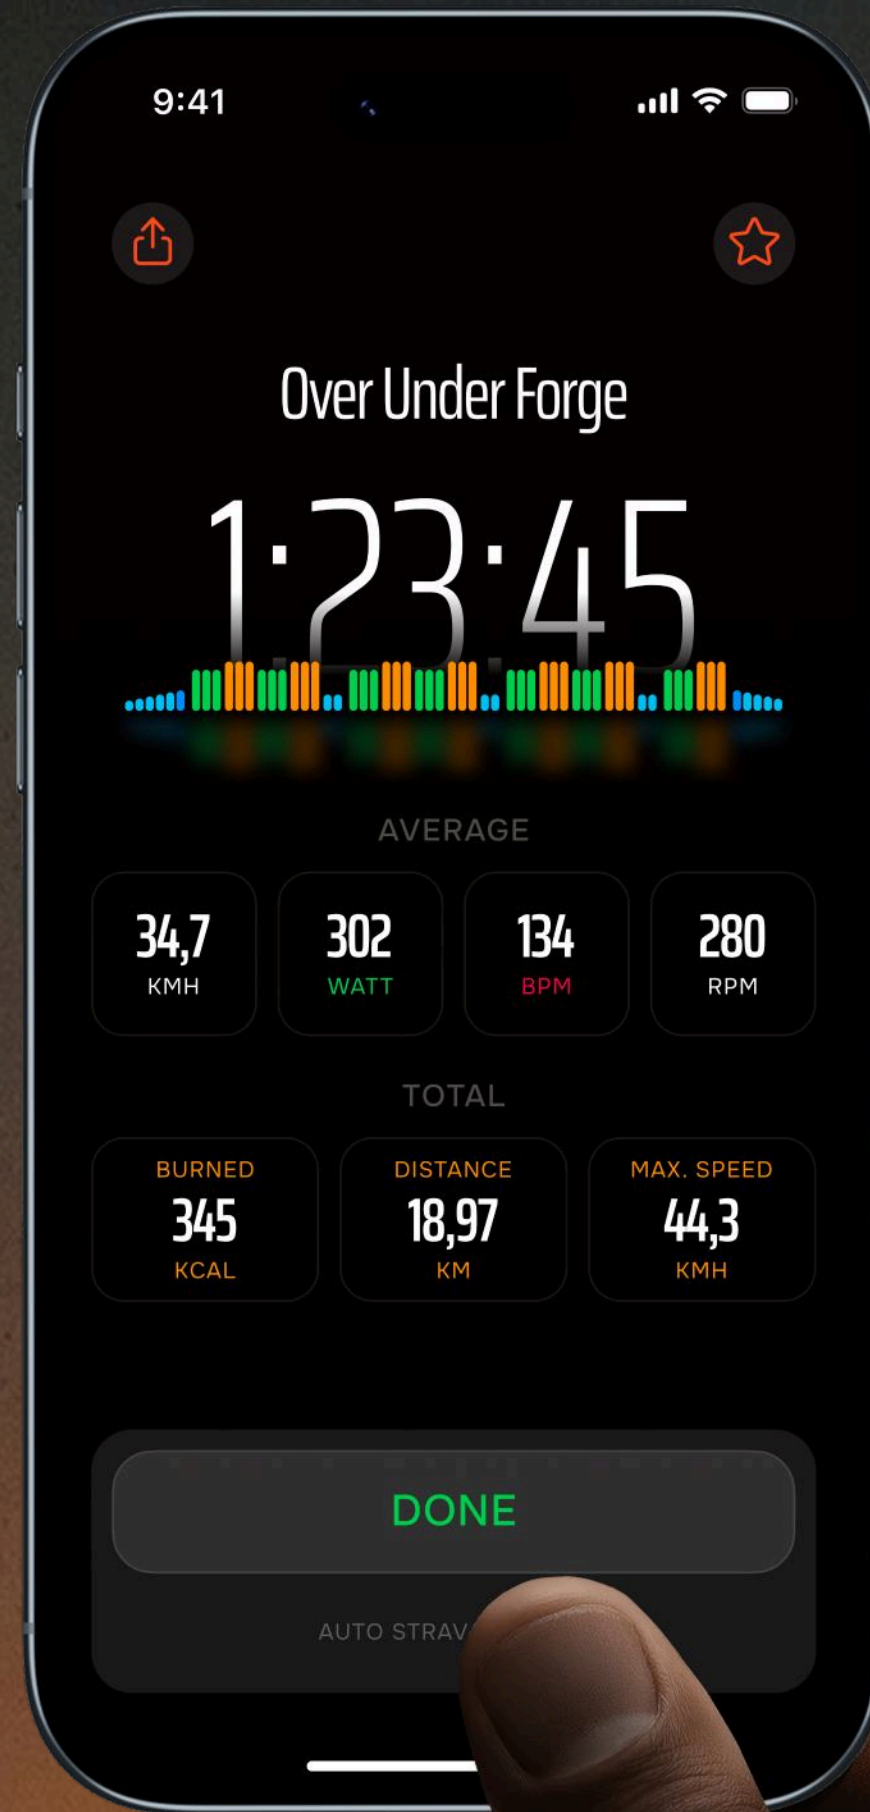 9:41
Over Under Forge
1:23:45
AVERAGE
34,7
KMH
302
WATT
134
BPM
280
RPM
TOTAL
BURNED
345
KCAL
DISTANCE
18,97
KM
MAX. SPEED
44,3
KMH
DONE
AUTO